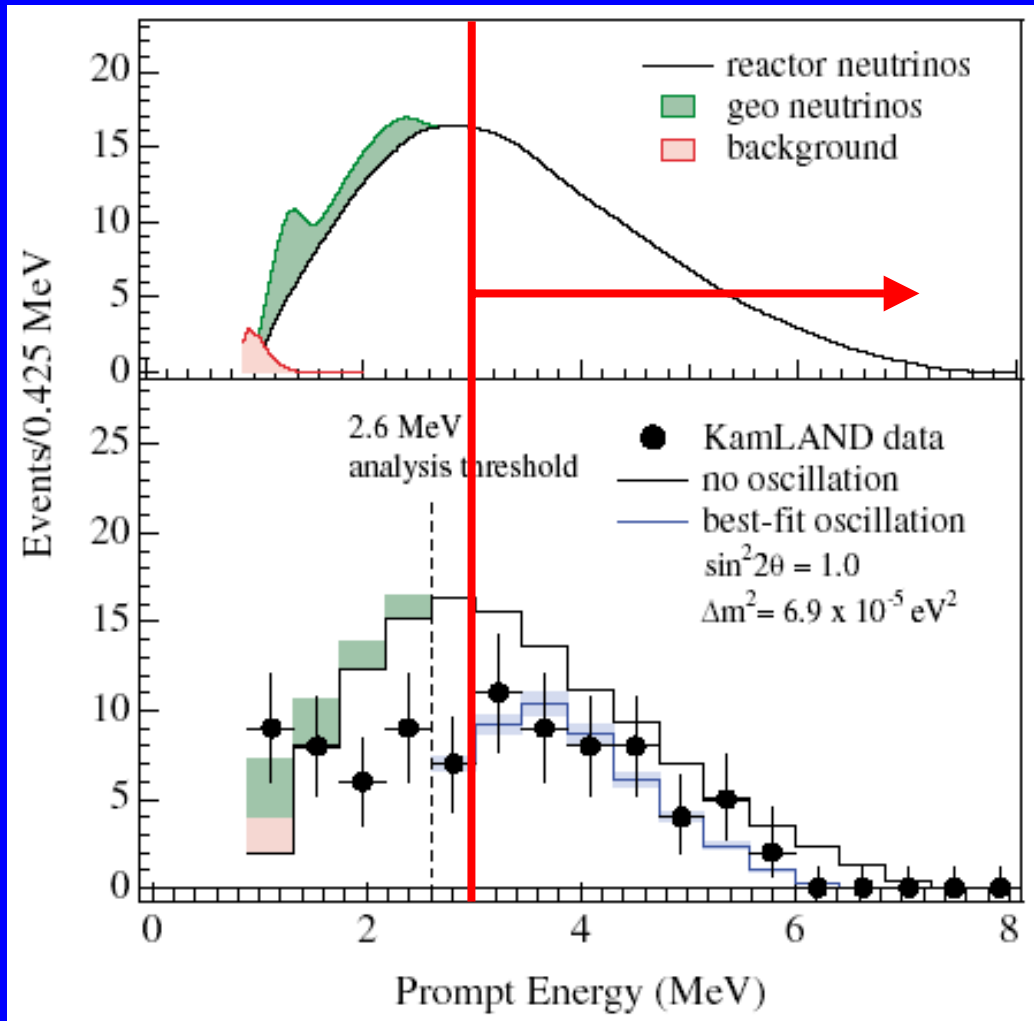 Events/0.425 MeV
20
15
10
5
0
reactor neutrinos
geo neutrinos
background
25
20
15
10
5
0
2.6 MeV
analysis threshold
KamLAND data
no oscillation
best-fit oscillation
sin²2θ = 1.0
Δm²= 6.9 x 10⁻⁵ eV²
0 2 4 6 8
Prompt Energy (MeV)